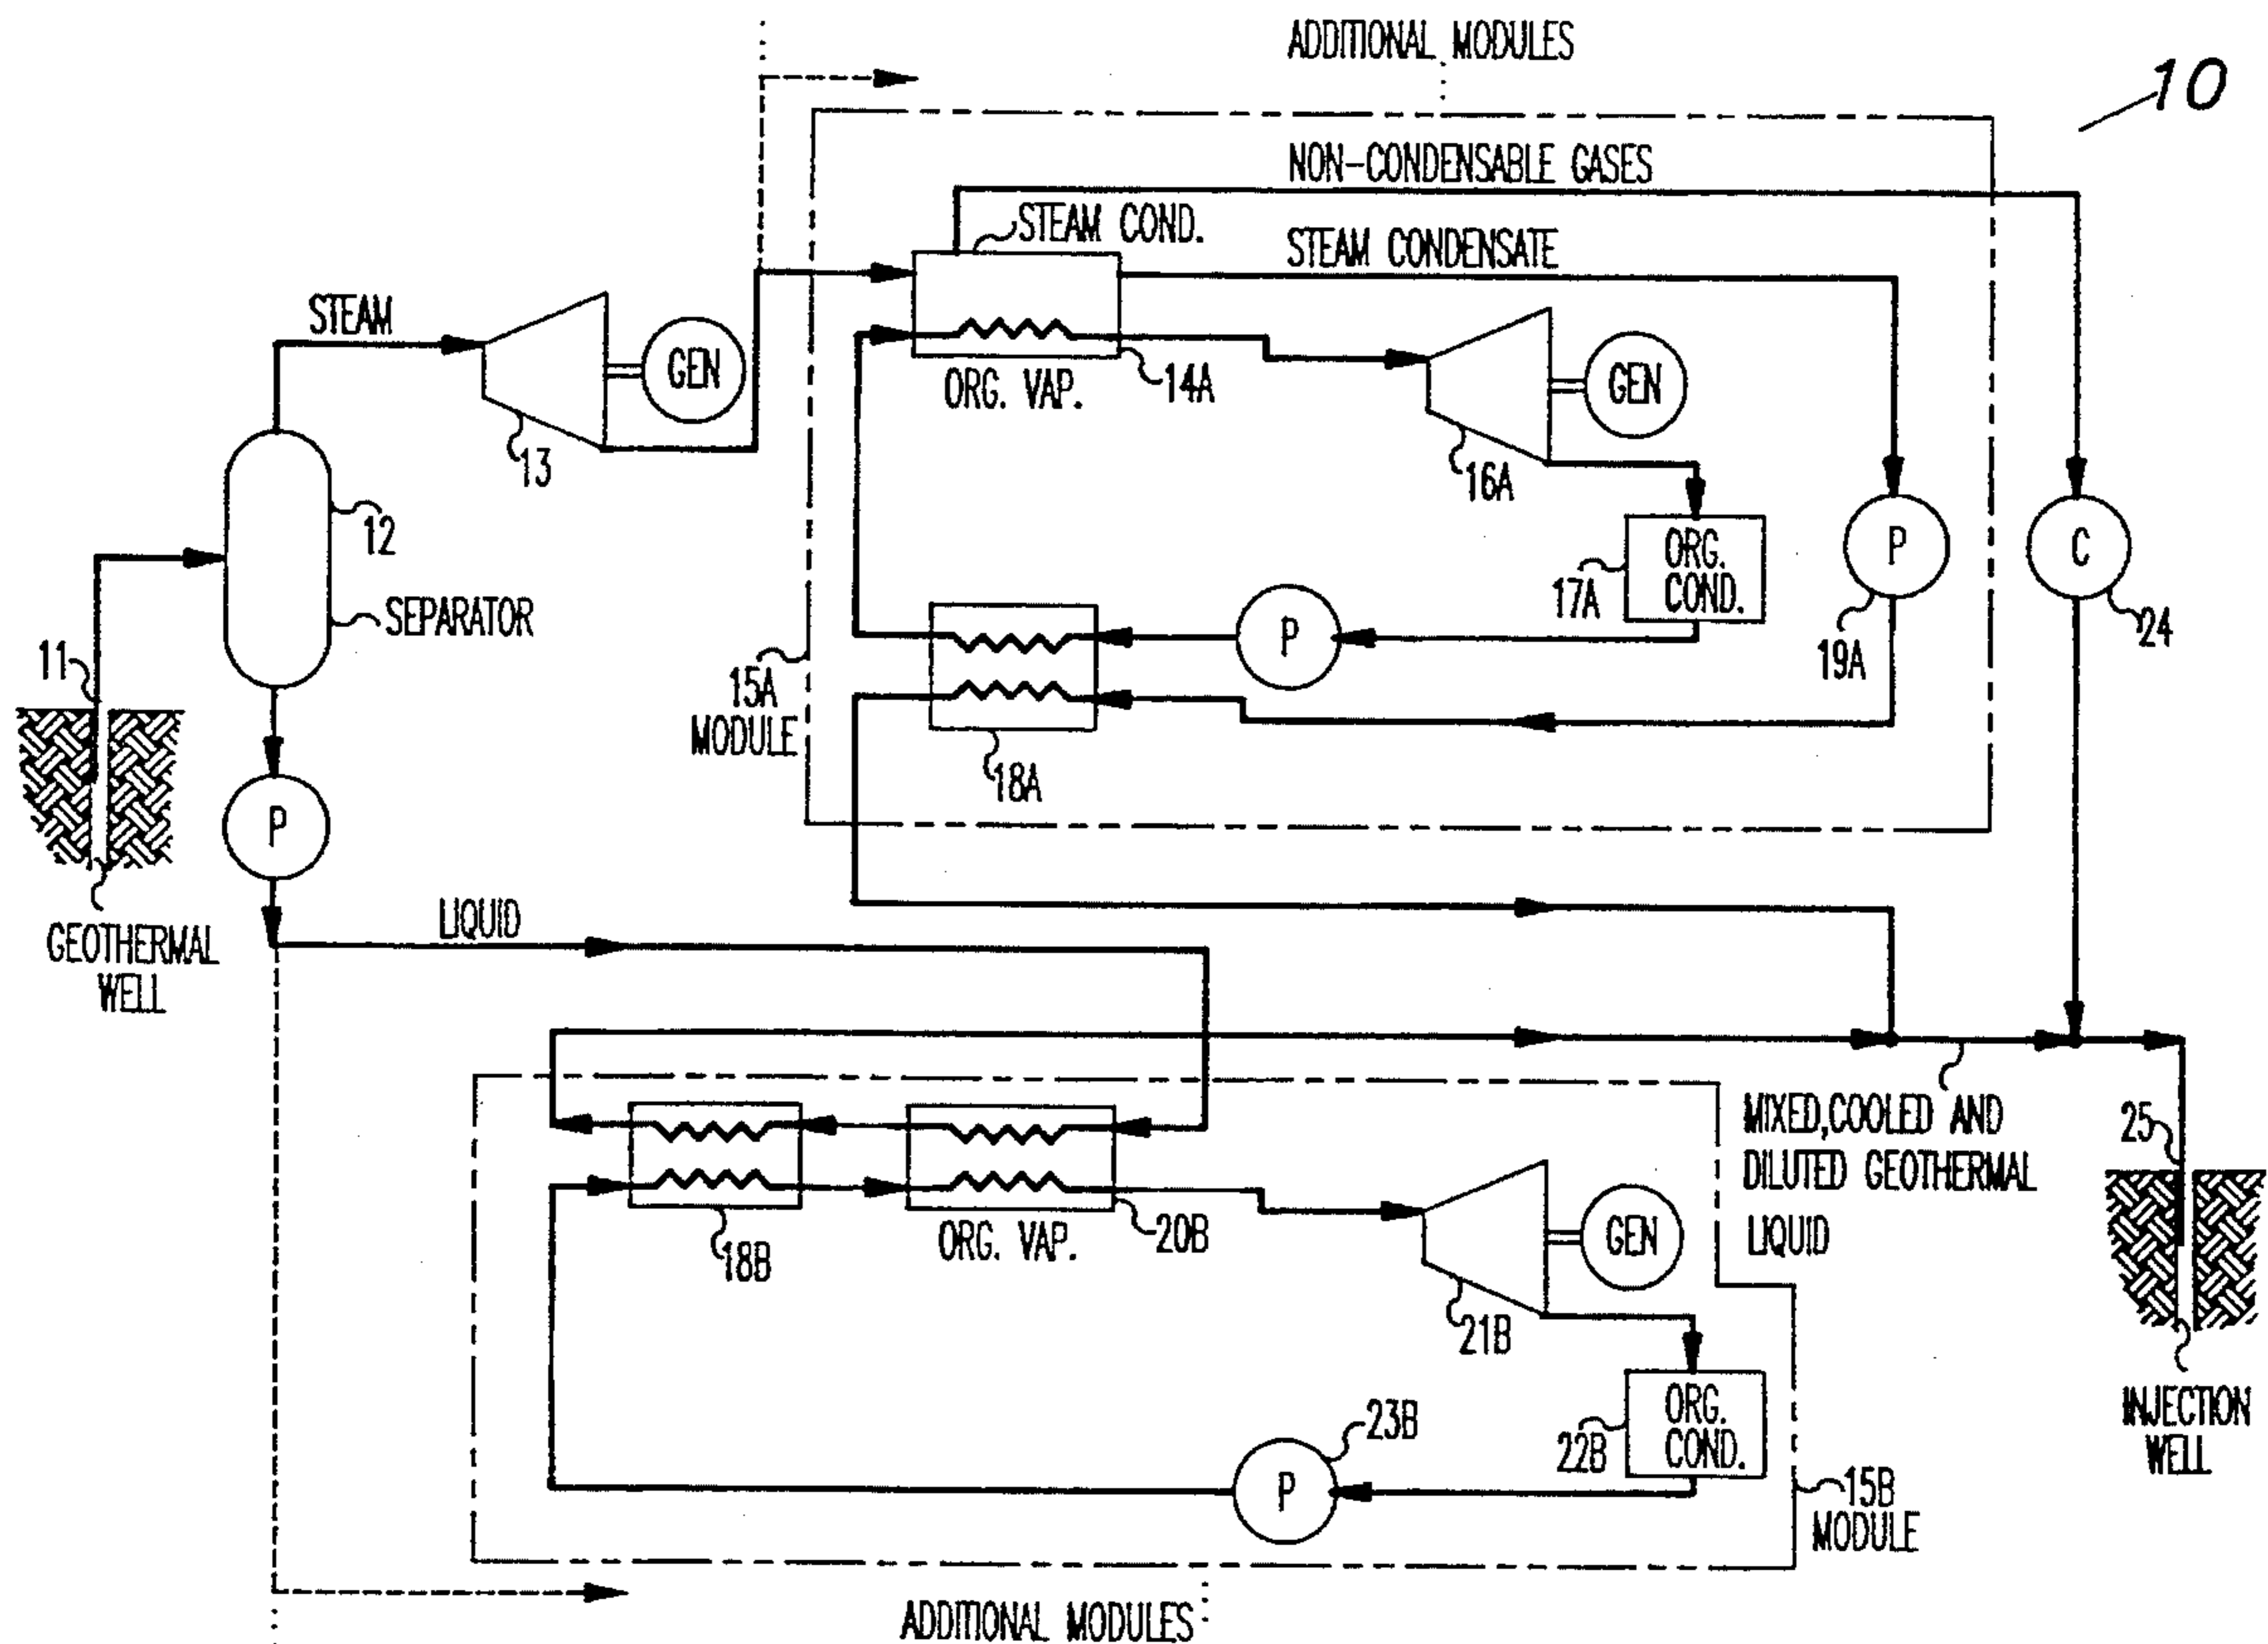 ADDITIONAL MODULES
10
NON-CONDENSABLE GASES
STEAM COND.
STEAM CONDENSATE
STEAM
GEN
13
ORG. VAP.
14A
GEN
16A
12
SEPARATOR
11
ORG.
COND.
17A
P
C
P
19A
24
15A
MODULE
18A
P
GEOTHERMAL
WELL
LIQUID
MIXED,COOLED AND
DILUTED GEOTHERMAL
LIQUID
25
18B
ORG. VAP.
20B
GEN
21B
ORG.
COND.
22B
23B
P
INJECTION
WELL
15B
MODULE
ADDITIONAL MODULES